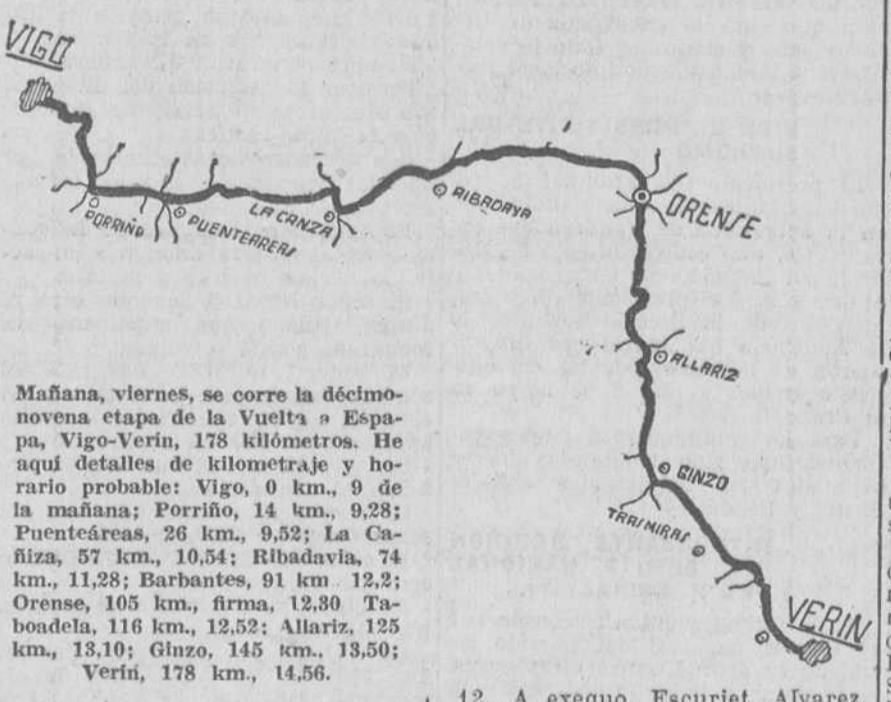 VIGO
PORRIÑO
PUENTERREAS
LA CANZA
RIBADAVA
ORENSE
ALLARIZ
GINZO
TRASMIRAS
VERIN
Mañana, viernes, se corre la décimo-
novena etapa de la Vuelta a Espa-
pa, Vigo-Verín, 178 kilómetros. He
aquí detalles de kilometraje y ho-
rario probable: Vigo, 0 km., 9 de
la mañana; Porriño, 14 km., 9,28;
Puenteáreas, 26 km., 9,52; La Ca-
ñiza, 57 km., 10,54; Ribadavia, 74
km., 11,28; Barbantes, 91 km 12,2;
Orense, 105 km., firma, 12,30 Ta-
boadela, 116 km., 12,52; Allariz, 125
km., 13,10; Ginzo, 145 km., 13,50;
Verín, 178 km., 14,56.
12. A exequo, Escuriet, Alvarez